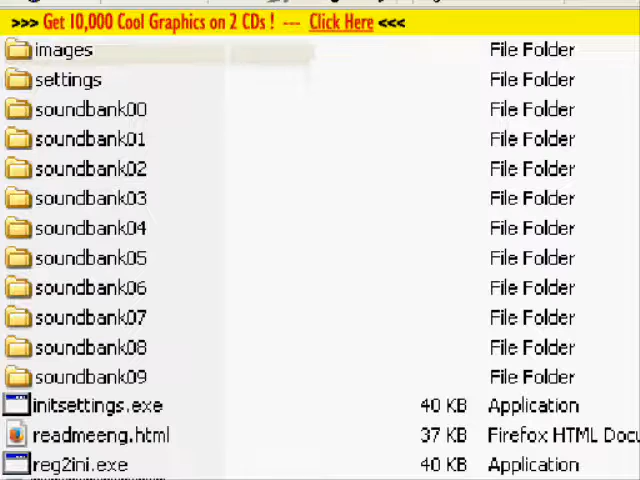 >>> Get 10,000 Cool Graphics on 2 CDs ! --- Click Here <<<
images File Folder
settings File Folder
soundbank00 File Folder
soundbank01 File Folder
soundbank02 File Folder
soundbank03 File Folder
soundbank04 File Folder
soundbank05 File Folder
soundbank06 File Folder
soundbank07 File Folder
soundbank08 File Folder
soundbank09 File Folder
initsettings.exe 40 KB Application
readmeeng.html 37 KB Firefox HTML Docu
reg2ini.exe 40 KB Application